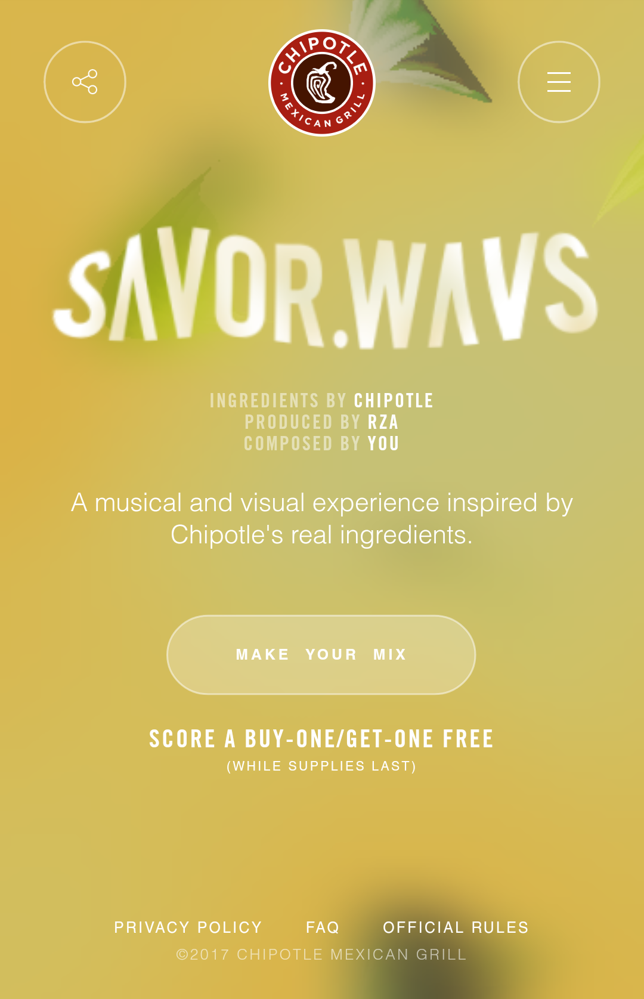 CHIPOTLE
MEXICAN GRILL
SAVOR.WAVS
INGREDIENTS BY CHIPOTLE
PRODUCED BY RZA
COMPOSED BY YOU
A musical and visual experience inspired by
Chipotle's real ingredients.
MAKE YOUR MIX
SCORE A BUY-ONE/GET-ONE FREE
(WHILE SUPPLIES LAST)
PRIVACY POLICY FAQ OFFICIAL RULES
©2017 CHIPOTLE MEXICAN GRILL